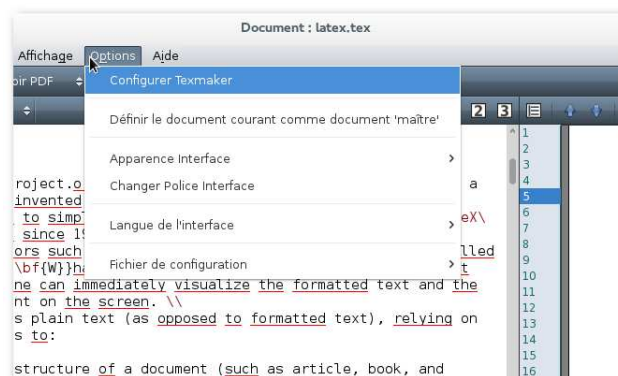 Document : latex.tex
Affichage Options Aide
oir PDF
Configurer Texmaker
2 3
Définir le document courant comme document 'maître'
Apparence Interface
Changer Police Interface
Langue de l'interface
Fichier de configuration
roject.o a
invented
to simp eX\
since 19
ors such lled
\bf{W}}ha t
ne can immediately visualize the formatted text and the
nt on the screen. \\
s plain text (as opposed to formatted text), relying on
s to:
structure of a document (such as article, book, and
1
2
3
4
5
6
7
8
9
10
11
12
13
14
15
16